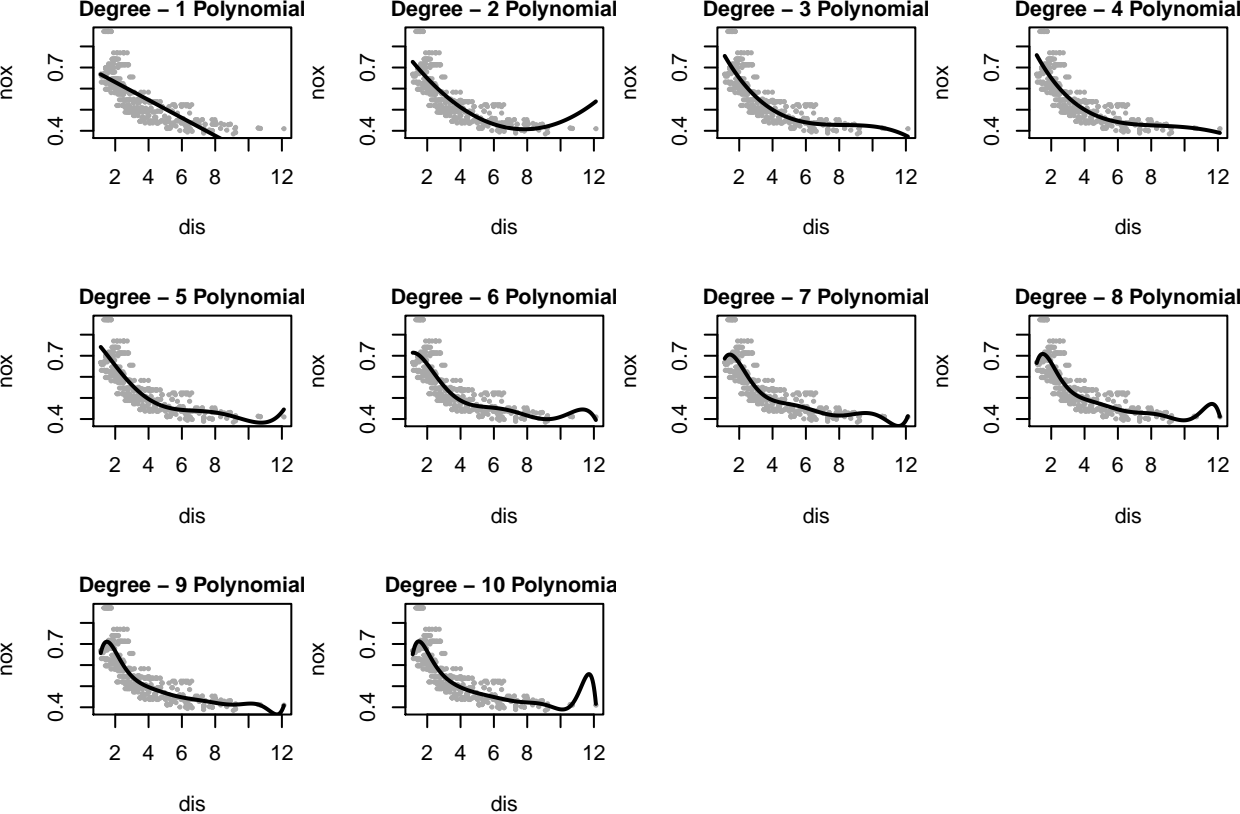 Degree − 1 Polynomial
nox
0.4 0.7
2 4 6 8 12
dis
Degree − 2 Polynomial
nox
0.4 0.7
2 4 6 8 12
dis
Degree − 3 Polynomial
nox
0.4 0.7
2 4 6 8 12
dis
Degree − 4 Polynomial
nox
0.4 0.7
2 4 6 8 12
dis
Degree − 5 Polynomial
nox
0.4 0.7
2 4 6 8 12
dis
Degree − 6 Polynomial
nox
0.4 0.7
2 4 6 8 12
dis
Degree − 7 Polynomial
nox
0.4 0.7
2 4 6 8 12
dis
Degree − 8 Polynomial
nox
0.4 0.7
2 4 6 8 12
dis
Degree − 9 Polynomial
nox
0.4 0.7
2 4 6 8 12
dis
Degree − 10 Polynomia
nox
0.4 0.7
2 4 6 8 12
dis